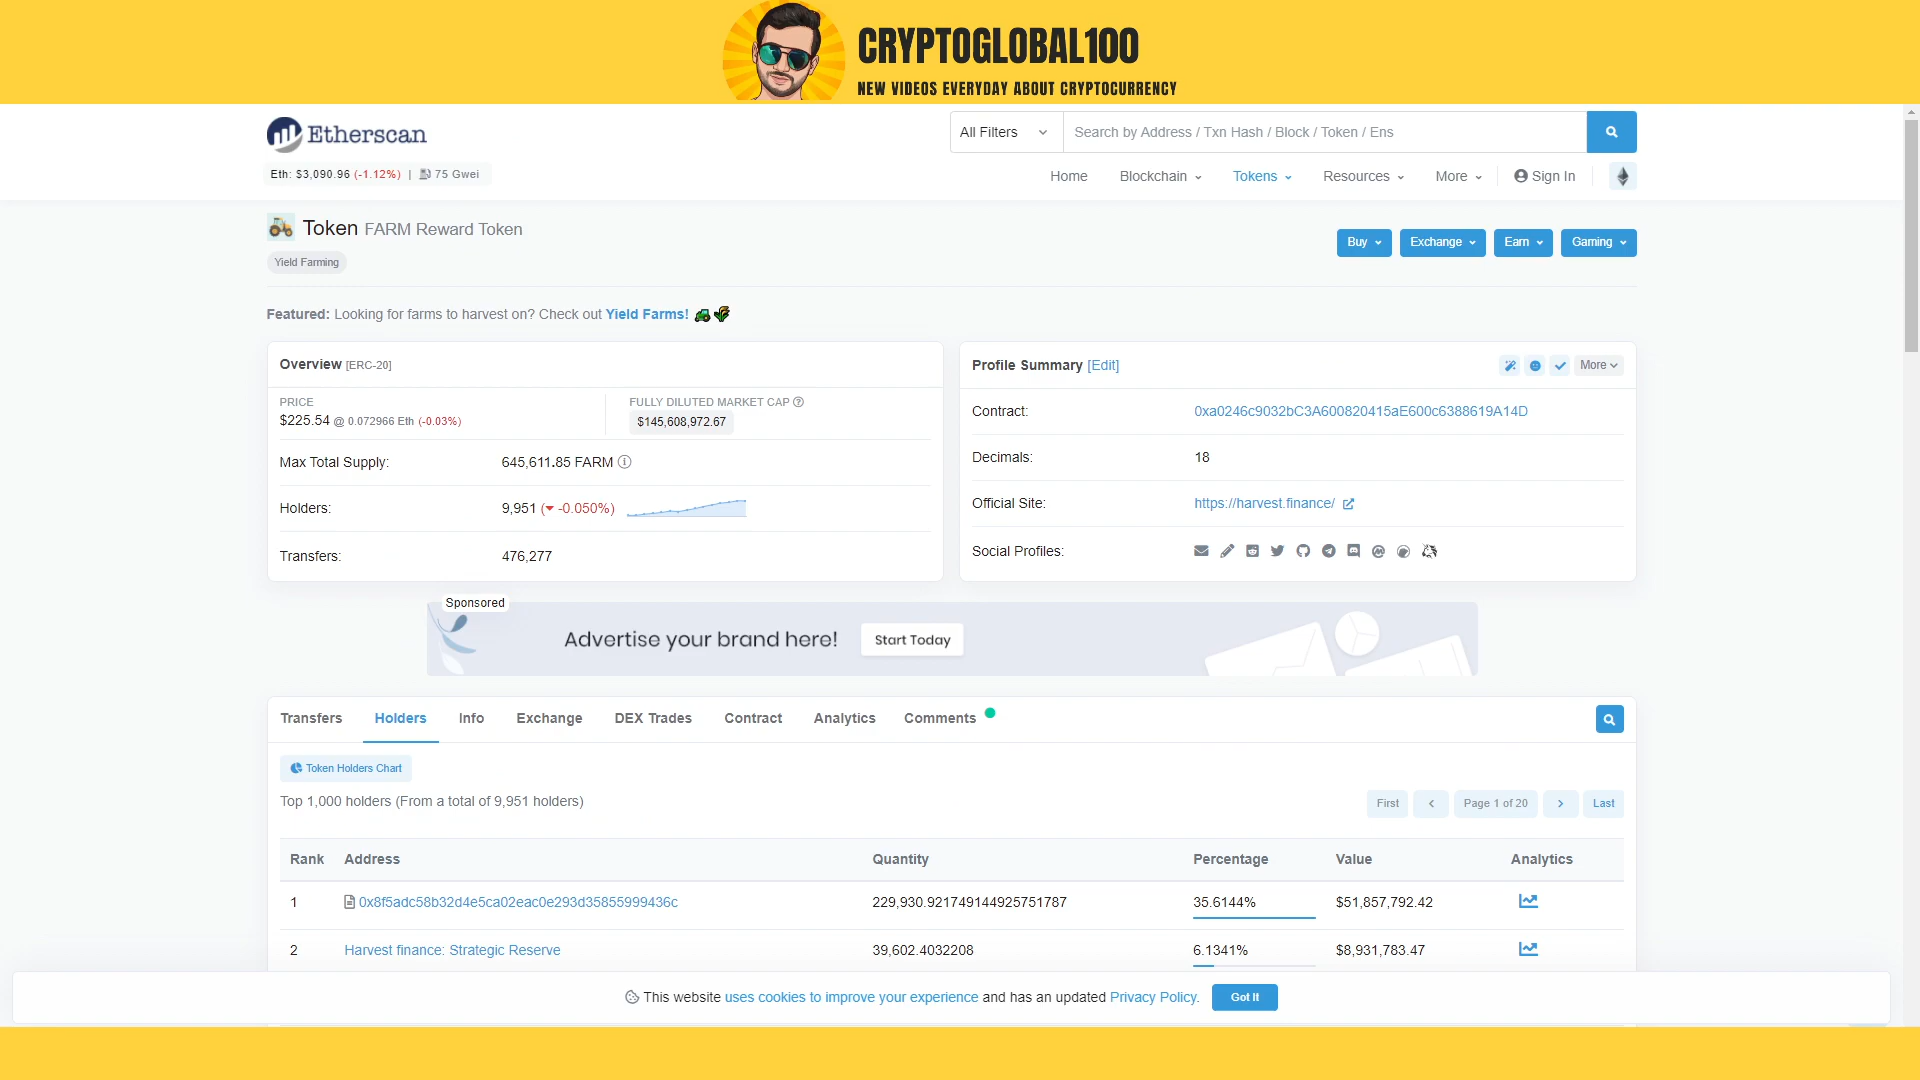 CRYPTOGLOBAL100
NEW VIDEOS EVERYDAY ABOUT CRYPTOCURRENCY
Etherscan
All Filters
Search by Address / Txn Hash / Block / Token / Ens
Eth: $3,090.96 (-1.12%) | 75 Gwei
Home Blockchain Tokens Resources More Sign In
Token FARM Reward Token
Yield Farming
Buy Exchange Earn Gaming
Featured: Looking for farms to harvest on? Check out Yield Farms!
Overview [ERC-20]
PRICE
$225.54 @ 0.072966 Eth (-0.03%)
FULLY DILUTED MARKET CAP
$145,608,972.67
Max Total Supply: 645,611.85 FARM
Holders: 9,951 (-0.050%)
Transfers: 476,277
Profile Summary [Edit]
More
Contract: 0xa0246c9032bC3A600820415aE600c6388619A14D
Decimals: 18
Official Site: https://harvest.finance/
Social Profiles:
Sponsored
Advertise your brand here! Start Today
Transfers Holders Info Exchange DEX Trades Contract Analytics Comments
Token Holders Chart
Top 1,000 holders (From a total of 9,951 holders)
First Page 1 of 20 Last
Rank Address Quantity Percentage Value Analytics
1 0x8f5adc58b32d4e5ca02eac0e293d35855999436c 229,930.921749144925751787 35.6144% $51,857,792.42
2 Harvest finance: Strategic Reserve 39,602.4032208 6.1341% $8,931,783.47
This website uses cookies to improve your experience and has an updated Privacy Policy. Got It